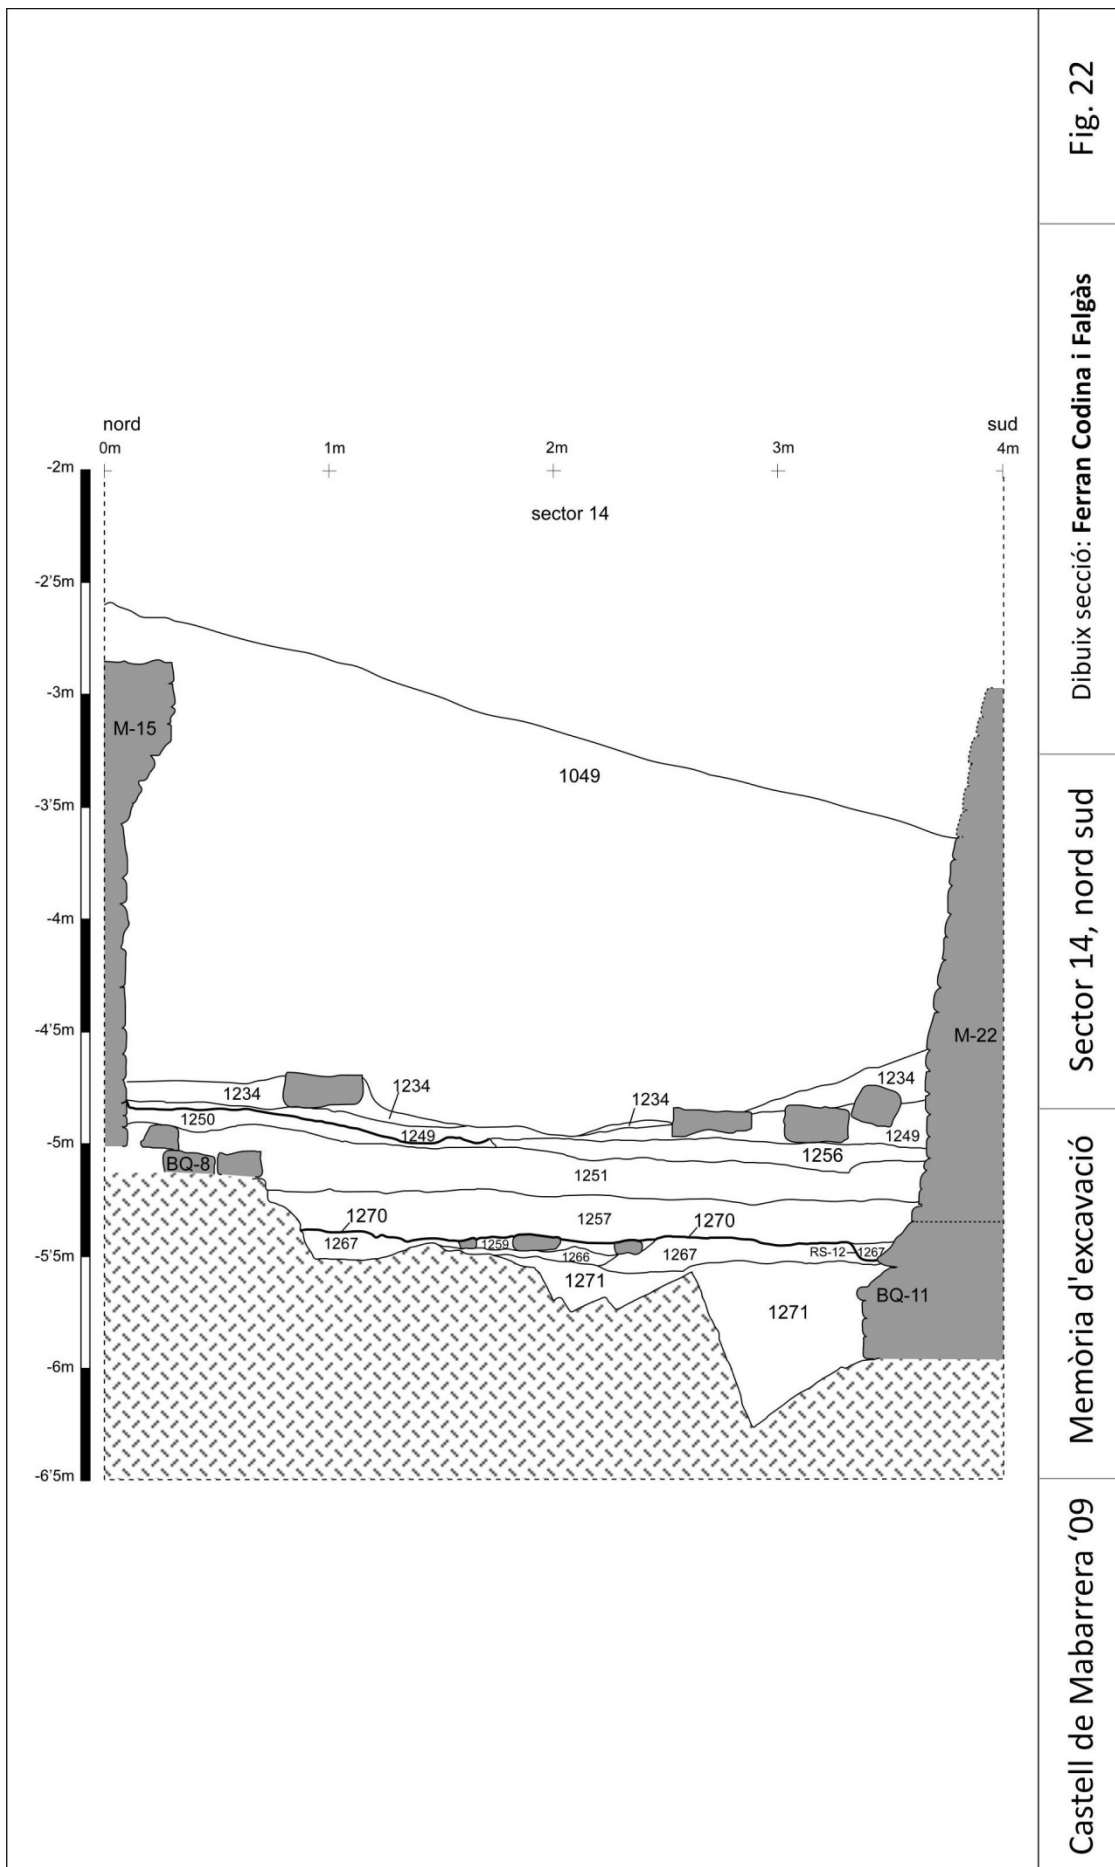 nord
sud
0m
1m
2m
3m
4m
-2m
sector 14
-2'5m
-3m
M-15
1049
-3'5m
-4m
-4'5m
M-22
1234
1234
1234
1234
1250
1249
1249
-5m
1256
BQ-8
1251
1270
1257
1270
1267
1259
1266
1267
RS-12
1267
-5'5m
1271
BQ-11
1271
-6m
-6'5m
Castell de Mabarrera ‘09
Memòria d'excavació
Sector 14, nord sud
Dibuix secció: Ferran Codina i Falgàs
Fig. 22